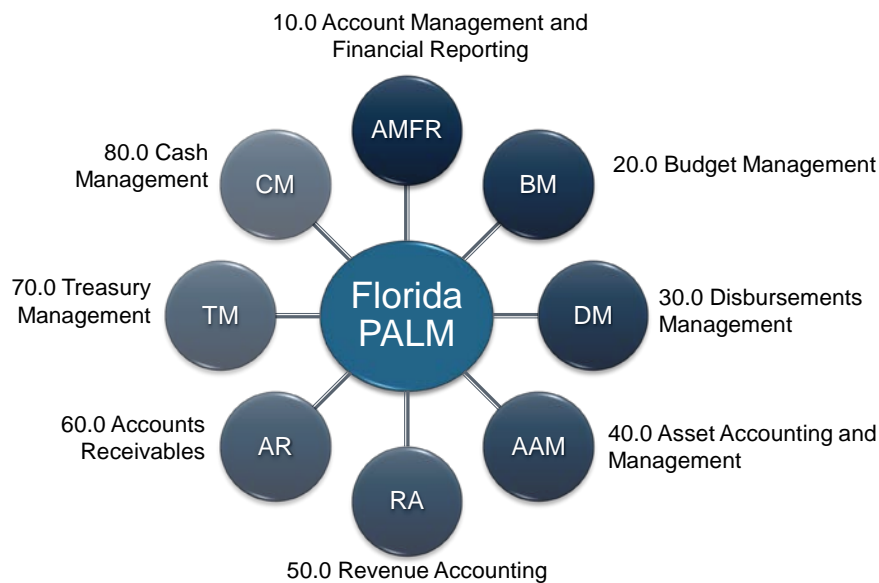 10.0 Account Management and
Financial Reporting
AMFR
80.0 Cash
Management
CM
BM
20.0 Budget Management
70.0 Treasury
Management
TM
Florida
PALM
DM
30.0 Disbursements
Management
60.0 Accounts
Receivables
AR
AAM
40.0 Asset Accounting and
Management
RA
50.0 Revenue Accounting